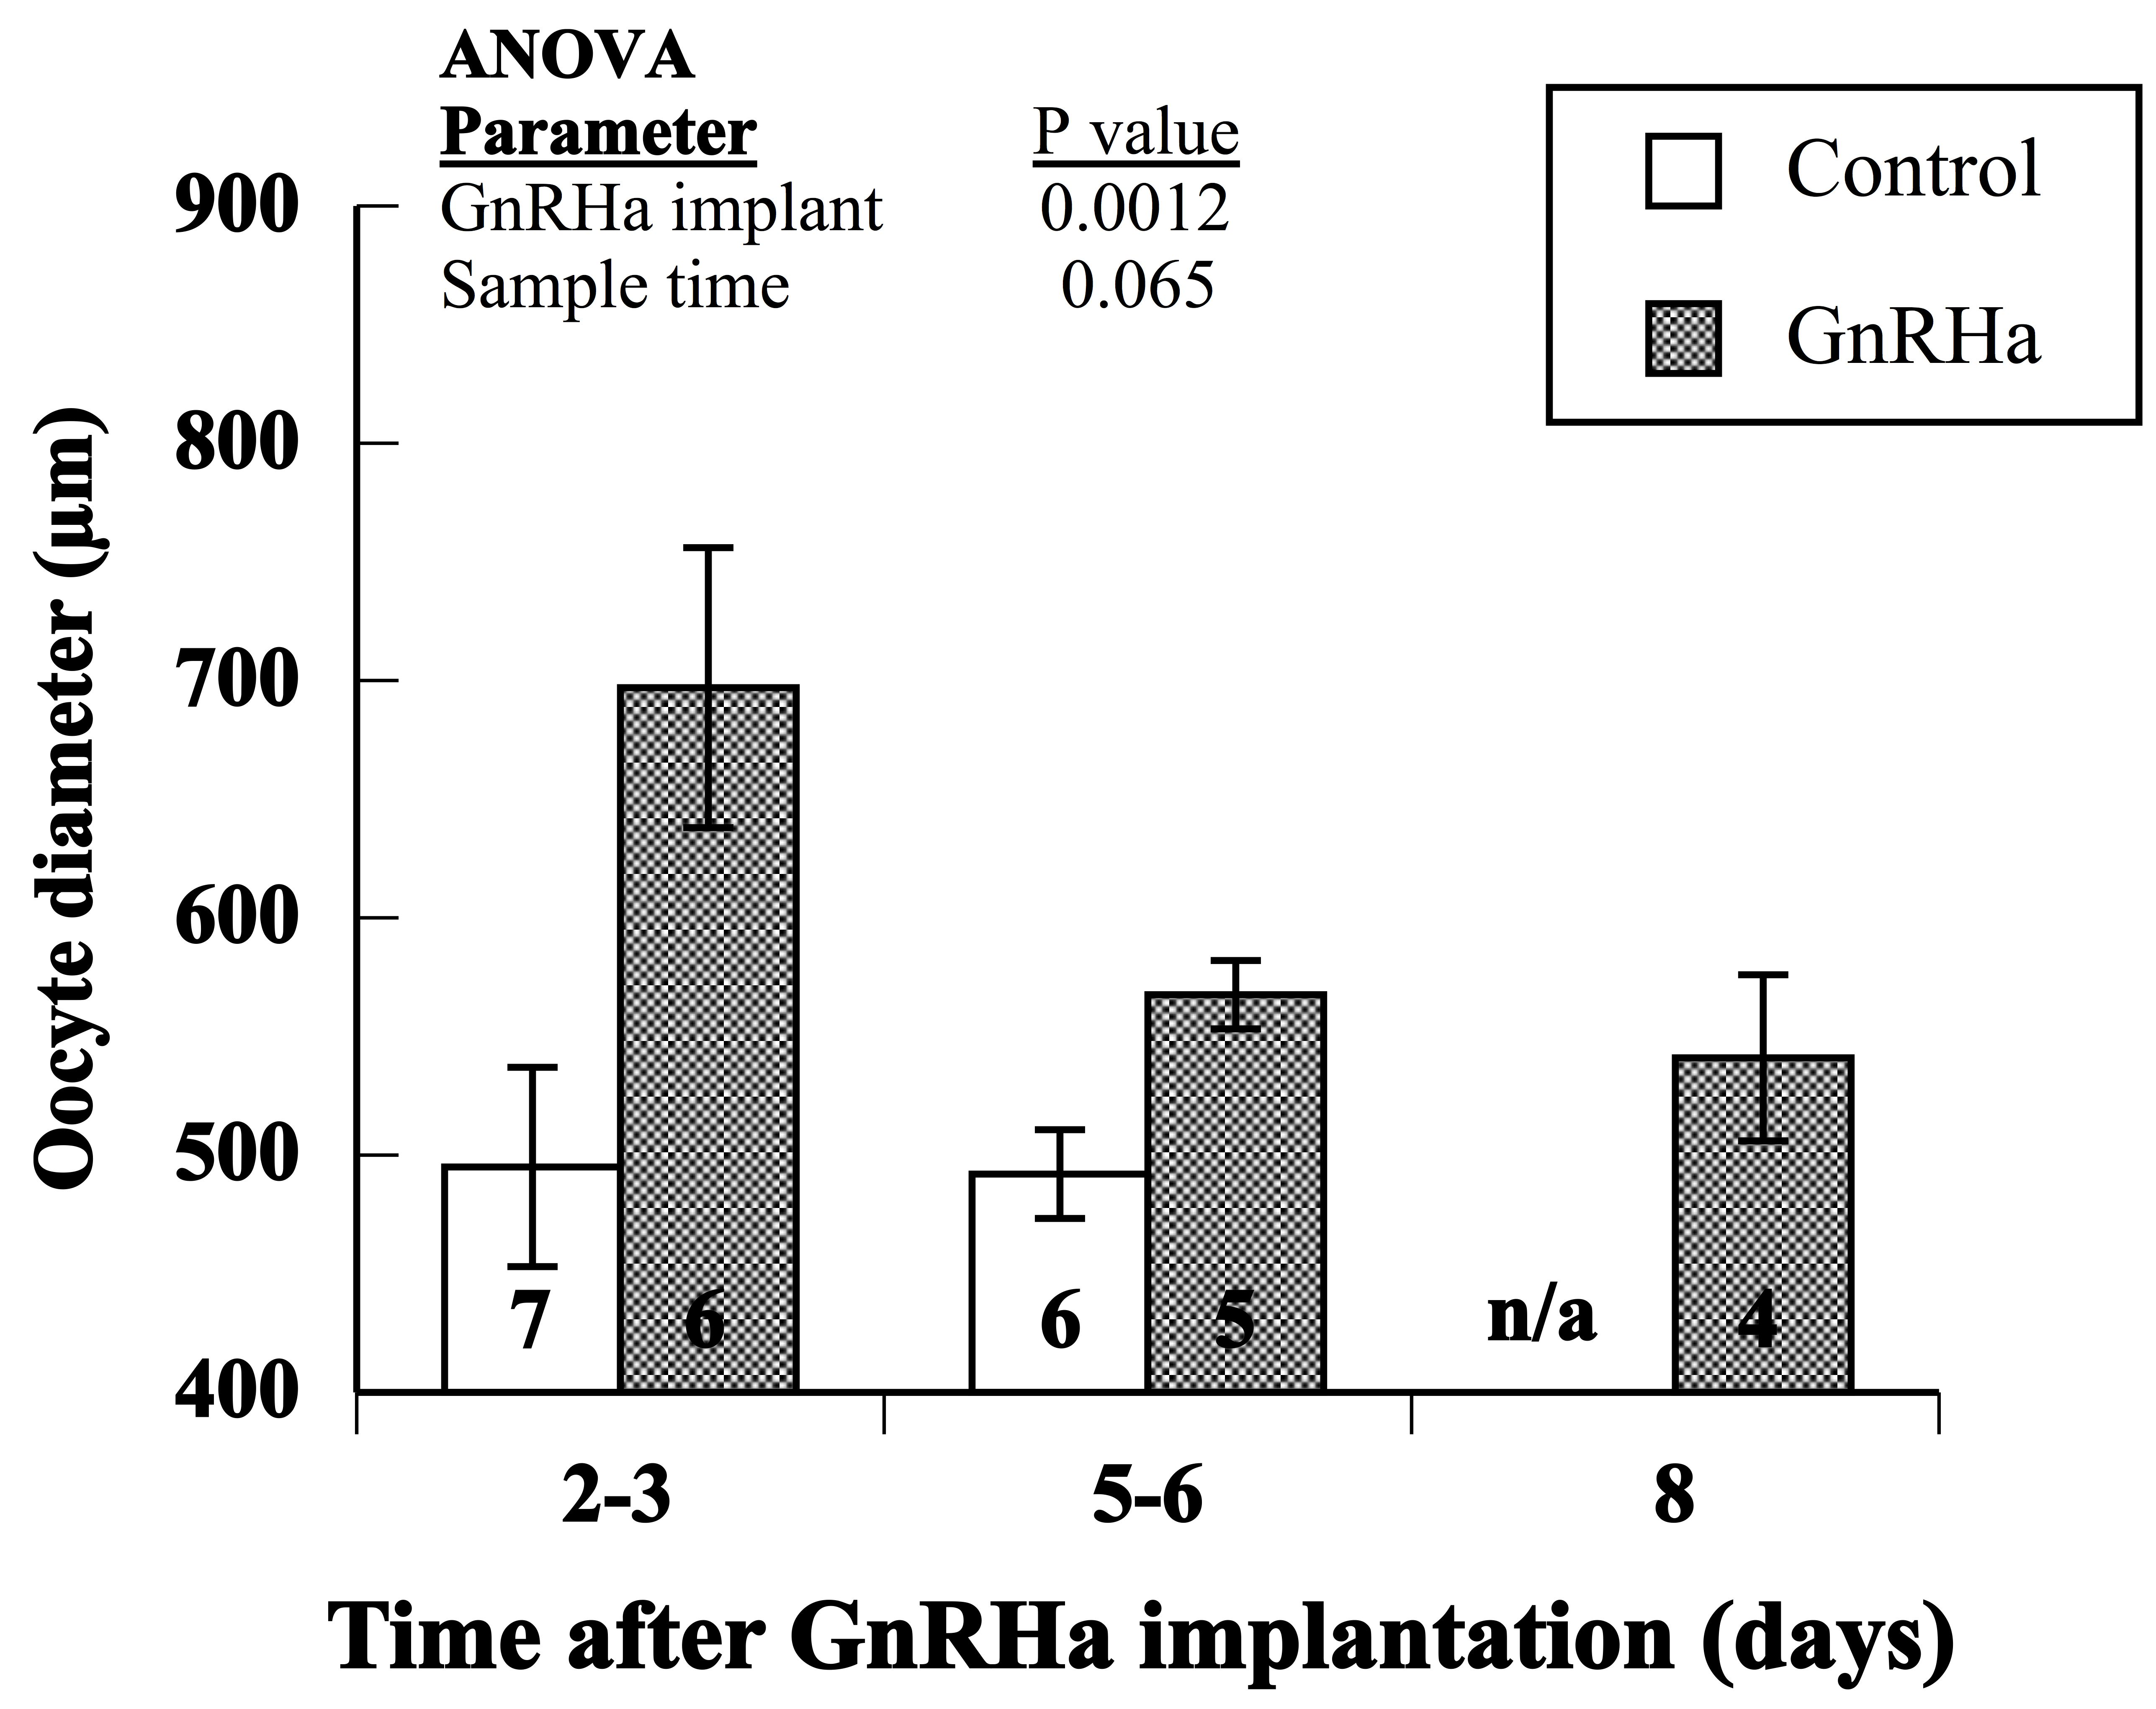 ANOVA
Parameter P value
GnRHa implant 0.0012
Sample time 0.065
Control
GnRHa
Oocyte diameter (µm)
900
800
700
600
500
400
7 6 6 5 n/a 4
2-3 5-6 8
Time after GnRHa implantation (days)